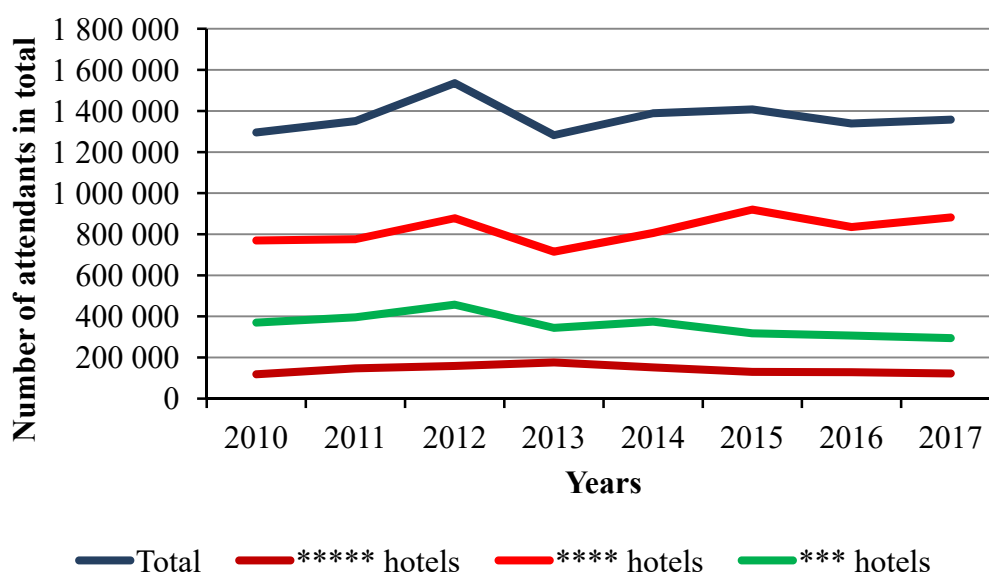 Number of attendants in total
1 800 000
1 600 000
1 400 000
1 200 000
1 000 000
800 000
600 000
400 000
200 000
0
2010 2011 2012 2013 2014 2015 2016 2017
Years
Total ***** hotels **** hotels *** hotels